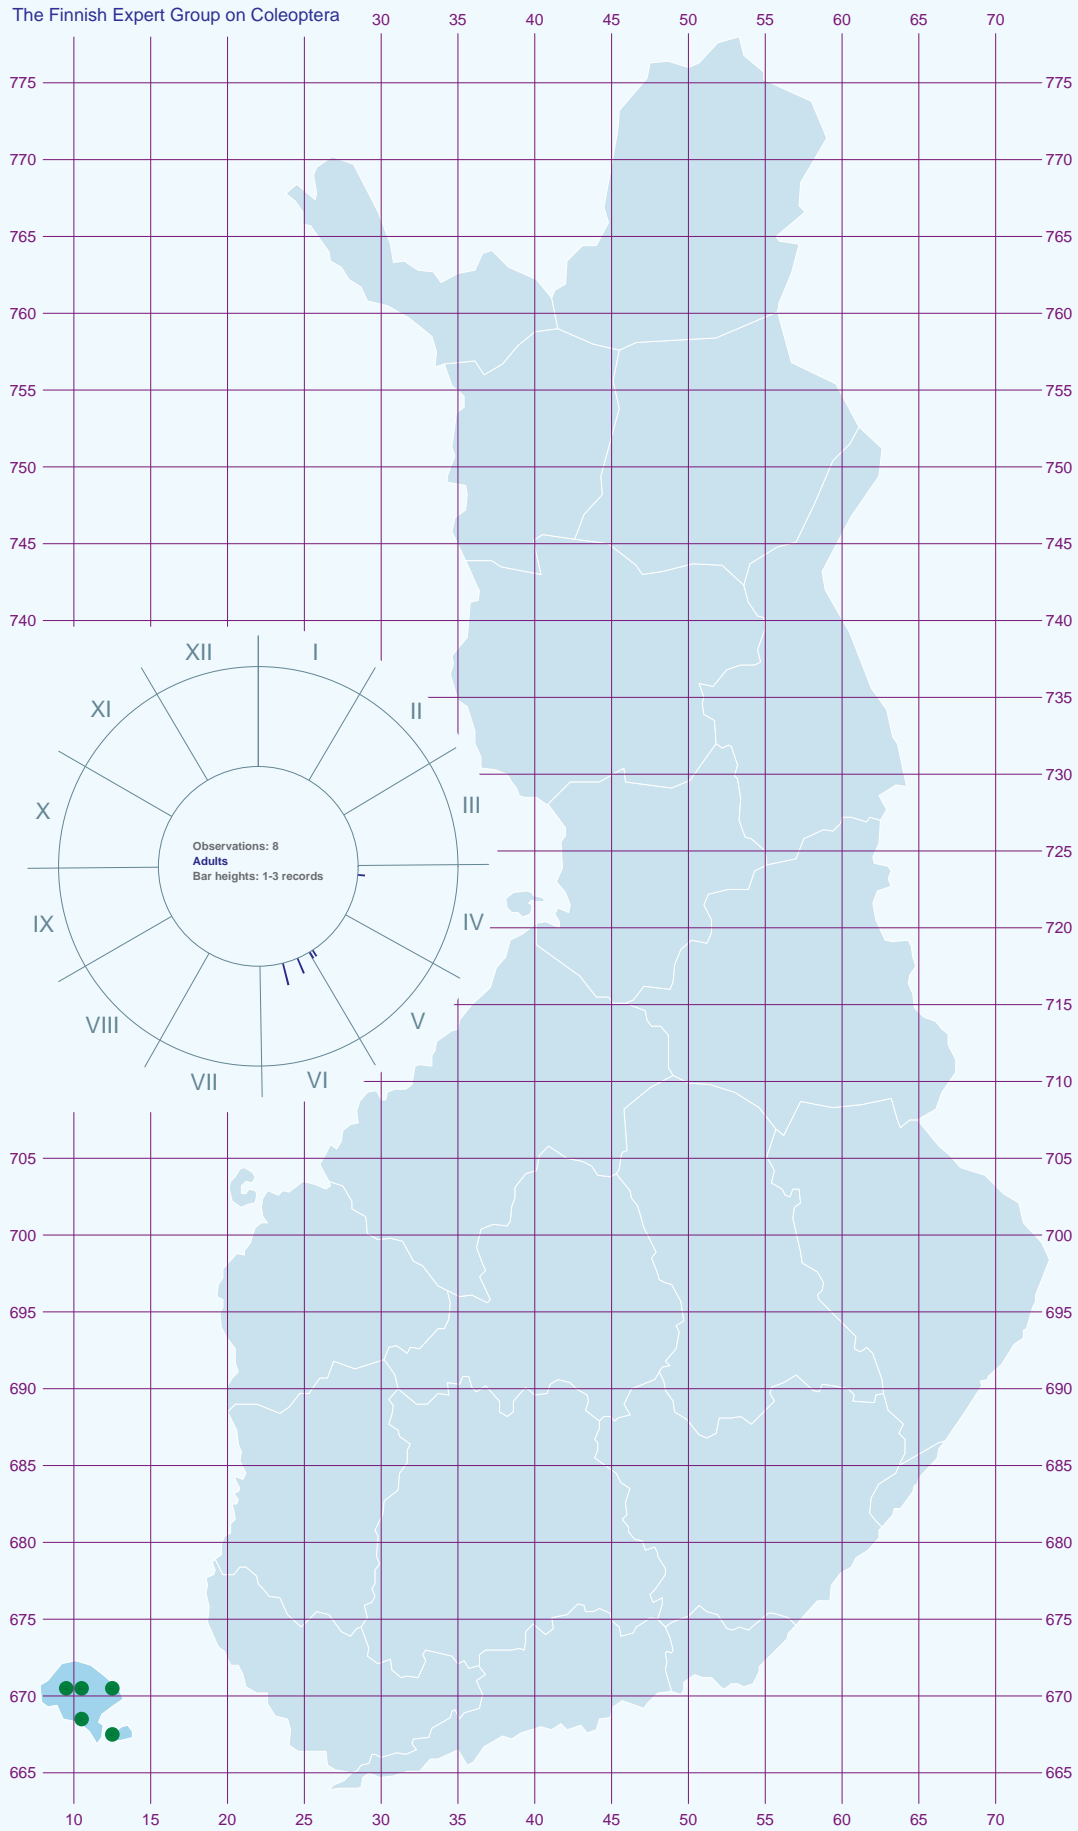 The Finnish Expert Group on Coleoptera
30 35 40 45 50 55 60 65 70
775 775
770 770
765 765
760 760
755 755
750 750
745 745
740 740
XII I
XI II
735
730
X III
725
Observations: 8
Adults
Bar heights: 1-3 records
IX IV
720
715
VIII V
VII VI
710
705 705
700 700
695 695
690 690
685 685
680 680
675 675
670 670
665 665
10 15 20 25 30 35 40 45 50 55 60 65 70